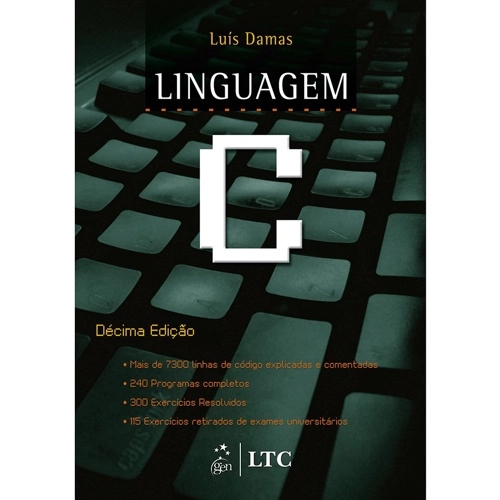 Luís Damas
LINGUAGEM
C
Décima Edição
• Mais de 7300 linhas de código explicadas e comentadas
• 240 Programas completos
• 300 Exercícios Resolvidos
• 115 Exercícios retirados de exames universitários
gen
LTC